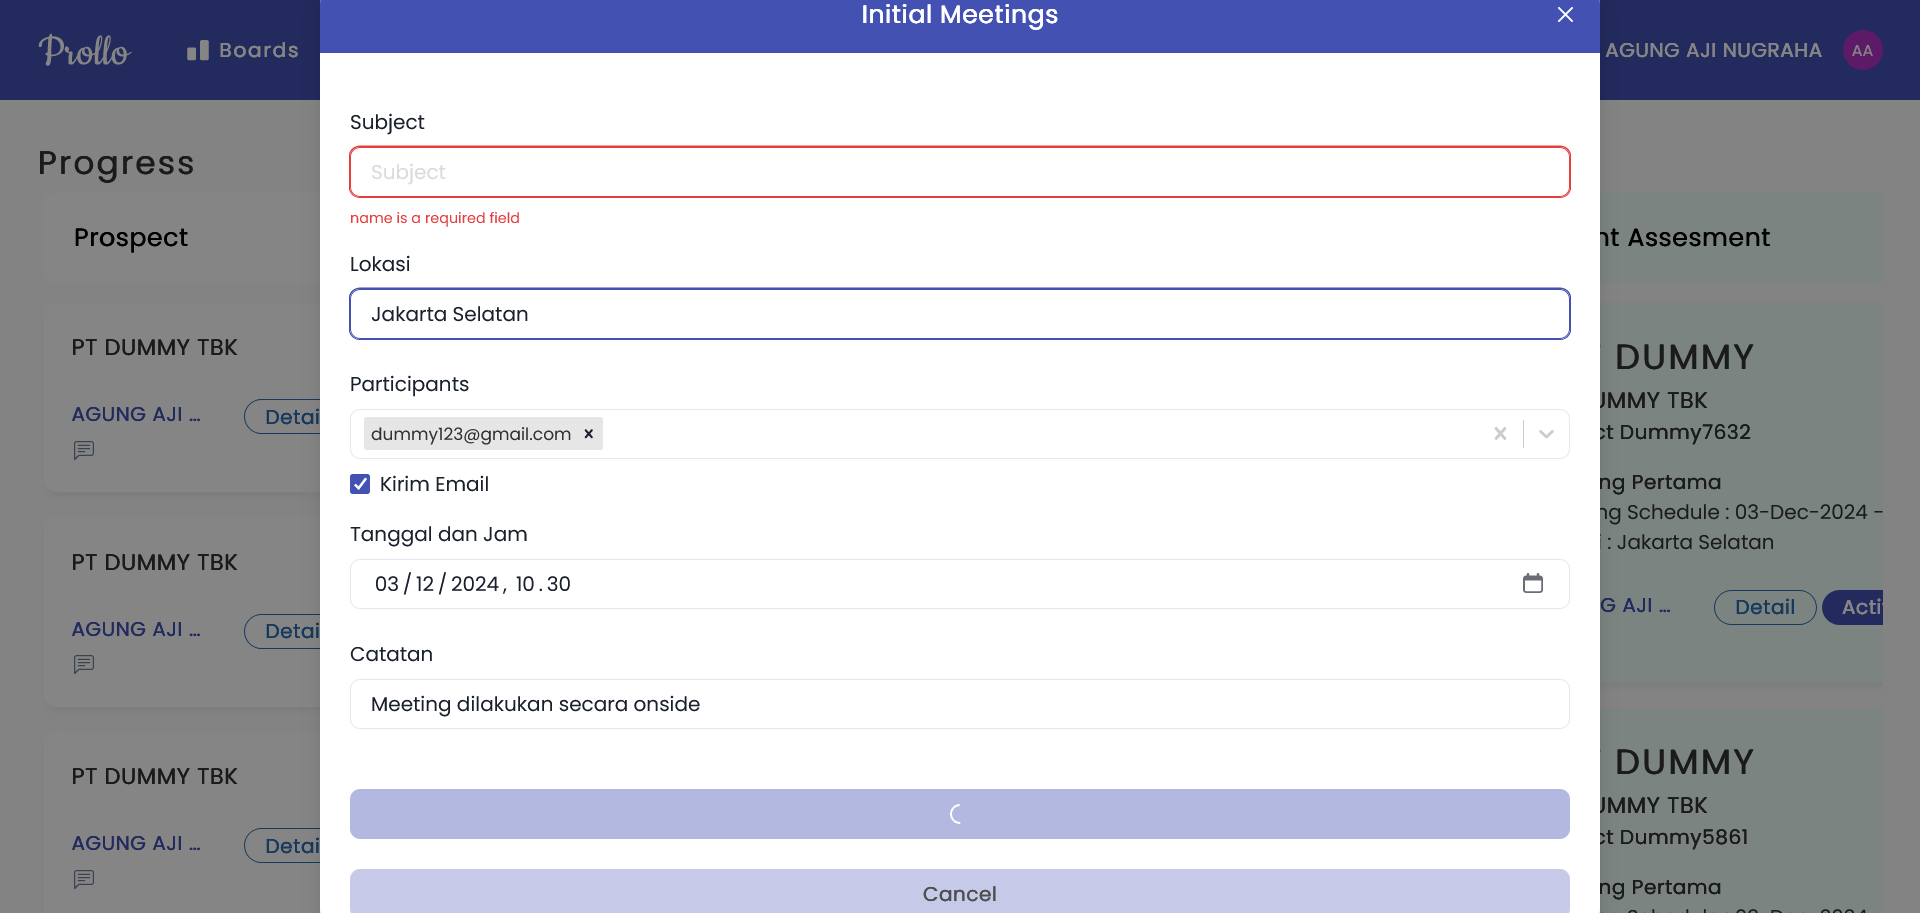 Initial Meetings
Prollo
Boards
AGUNG AJI NUGRAHA
AA
Progress
Prospect
PT DUMMY TBK
AGUNG AJI ...
Detai
PT DUMMY TBK
AGUNG AJI ...
Detai
PT DUMMY TBK
AGUNG AJI ...
Detai
Subject
Subject
name is a required field
Lokasi
Jakarta Selatan
Participants
dummy123@gmail.com
Kirim Email
Tanggal dan Jam
03 / 12 / 2024 , 10 . 30
Catatan
Meeting dilakukan secara onside
Cancel
nt Assesment
DUMMY
UMMY TBK
ct Dummy7632
ng Pertama
ng Schedule : 03-Dec-2024 -
: Jakarta Selatan
G AJI ...
Detail
Acti
DUMMY
UMMY TBK
ct Dummy5861
ng Pertama